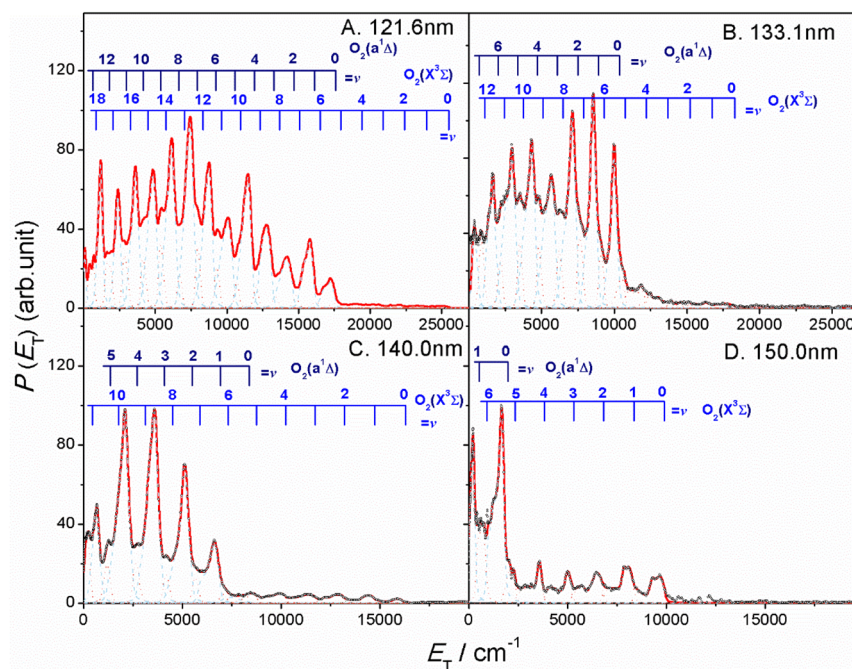 A. 121.6nm
12 10 8 6 4 2 0 O₂(a¹Δ)
=v
O₂(X³Σ)
18 16 14 12 10 8 6 4 2 0
=v
120
80
40
0
5000 10000 15000 20000 25000
B. 133.1nm
6 4 2 0 O₂(a¹Δ)
=v
12 10 8 6 4 2 0
=v O₂(X³Σ)
5000 10000 15000 20000 25000
C. 140.0nm
5 4 3 2 1 0
=v O₂(a¹Δ)
10 8 6 4 2 0 O₂(X³Σ)
=v
120
80
40
0
0 5000 10000 15000
D. 150.0nm
1 0
=v O₂(a¹Δ)
6 5 4 3 2 1 0
=v O₂(X³Σ)
0 5000 10000 15000
P(E_T) (arb.unit)
E_T / cm⁻¹